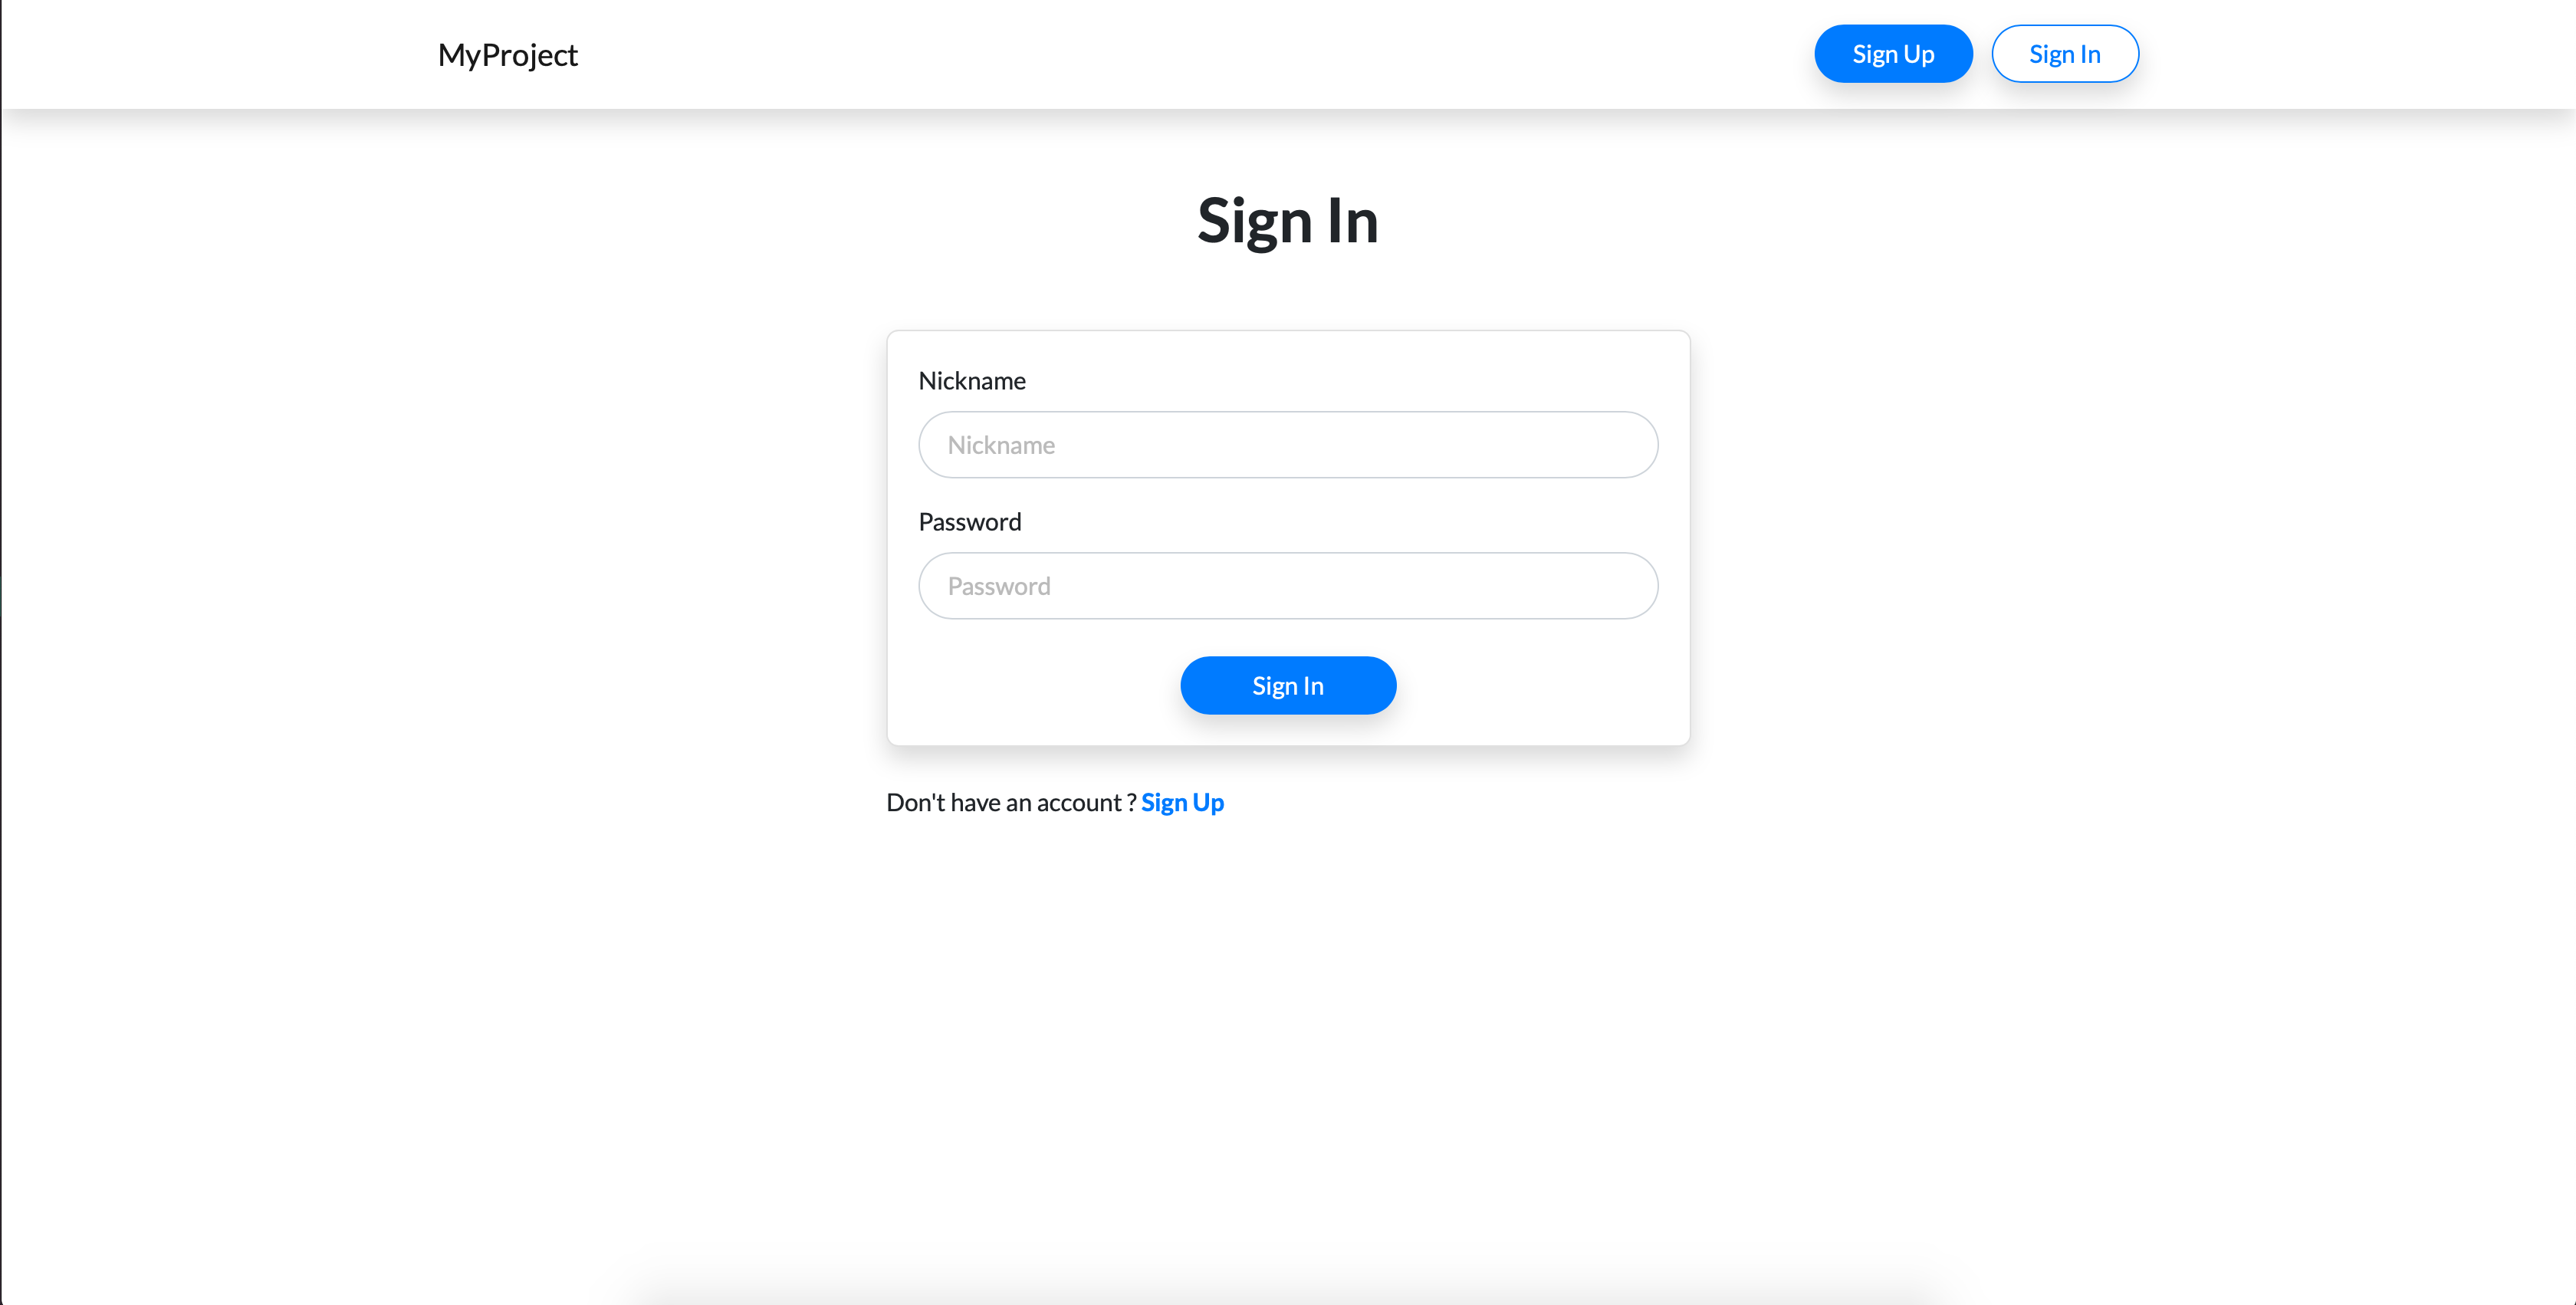 MyProject
Sign Up
Sign In
Sign In
Nickname
Nickname
Password
Password
Sign In
Don't have an account ? Sign Up